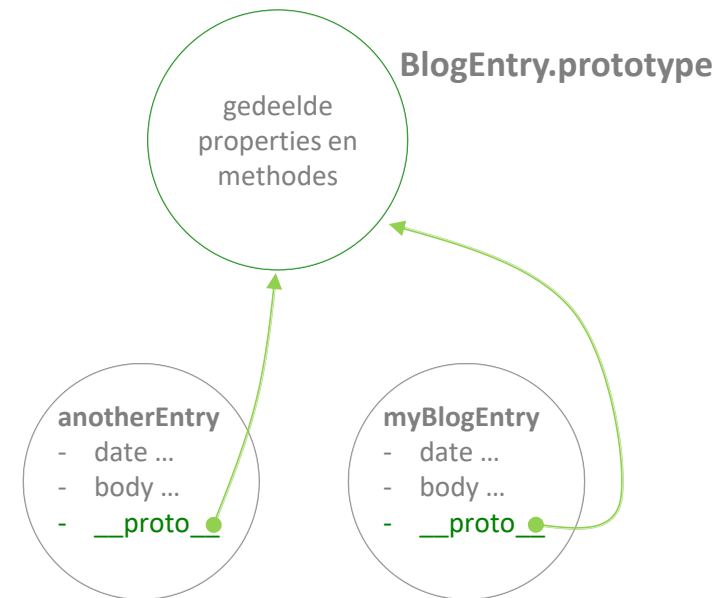 BlogEntry.prototype
gedeelde
properties en
methodes
anotherEntry
- date ...
- body ...
- __proto__
myBlogEntry
- date ...
- body ...
- __proto__